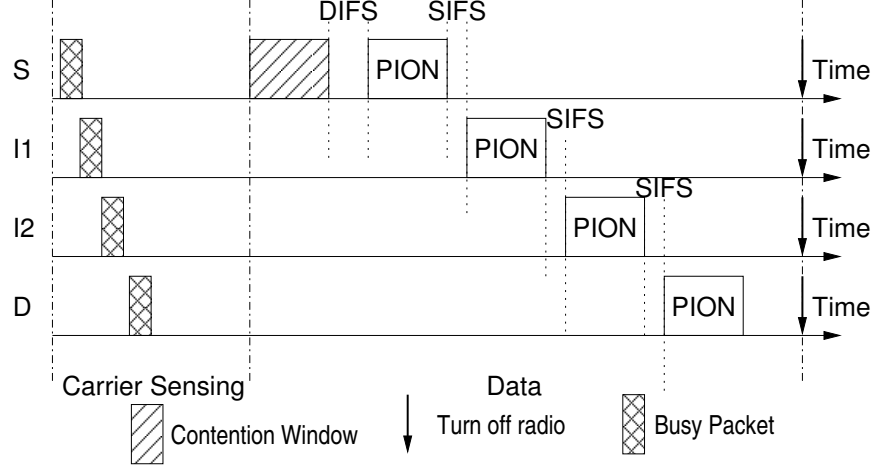 DIFS SIFS
S PION Time
SIFS
I1 PION Time
SIFS
I2 PION Time
D PION Time
Carrier Sensing Data
Contention Window Turn off radio Busy Packet